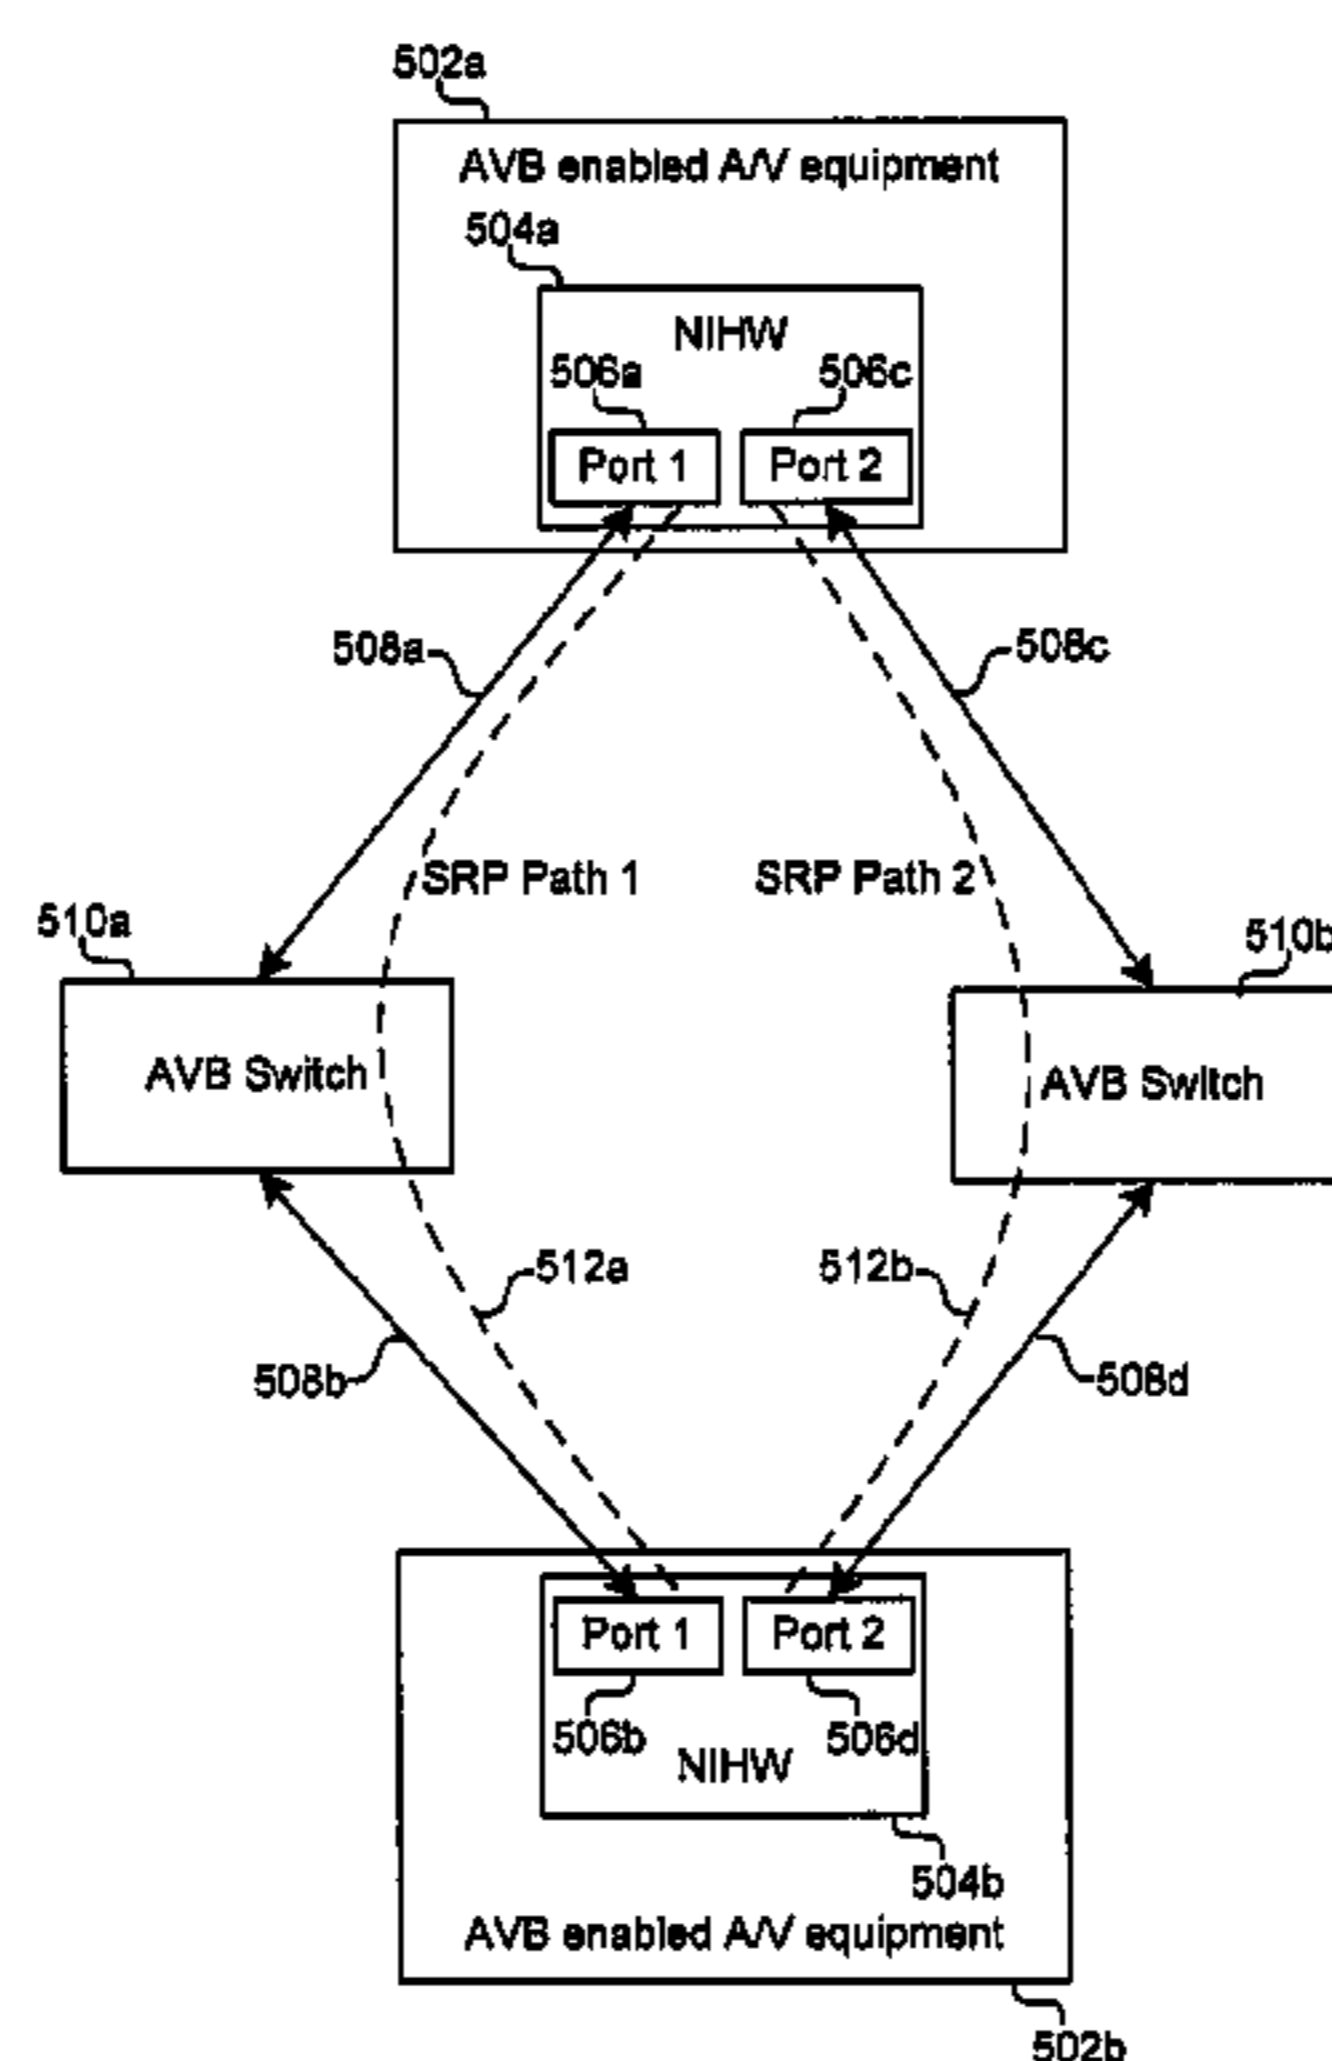 502a
AVB enabled A/V equipment
504a
NIHW
506a 506c
Port 1 Port 2
508a 508c
SRP Path 1 SRP Path 2
510a 510b
AVB Switch AVB Switch
512a 512b
508b 508d
Port 1 Port 2
506b 506d
NIHW
504b
AVB enabled A/V equipment
502b